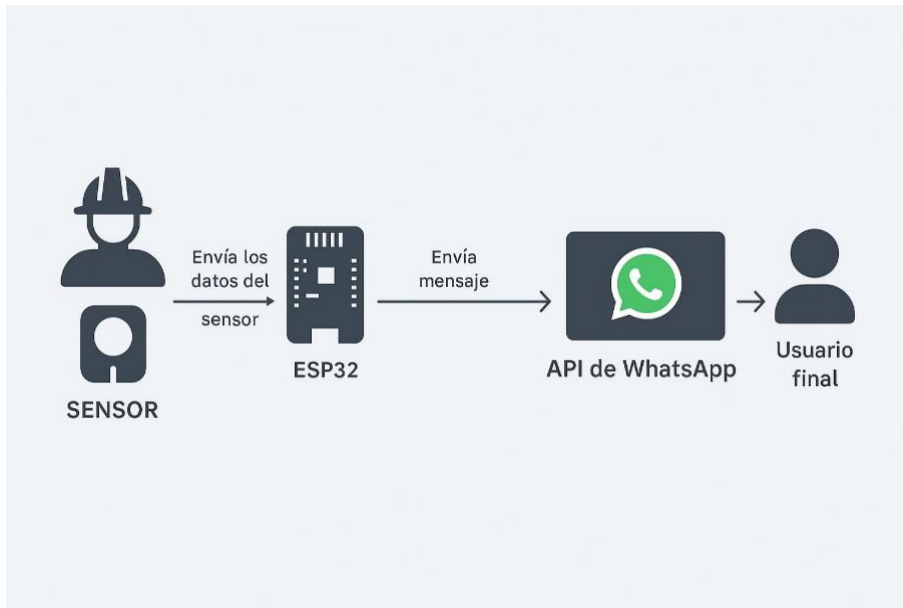 Envía los
datos del
sensor
SENSOR
ESP32
Envía
mensaje
API de WhatsApp
Usuario
final